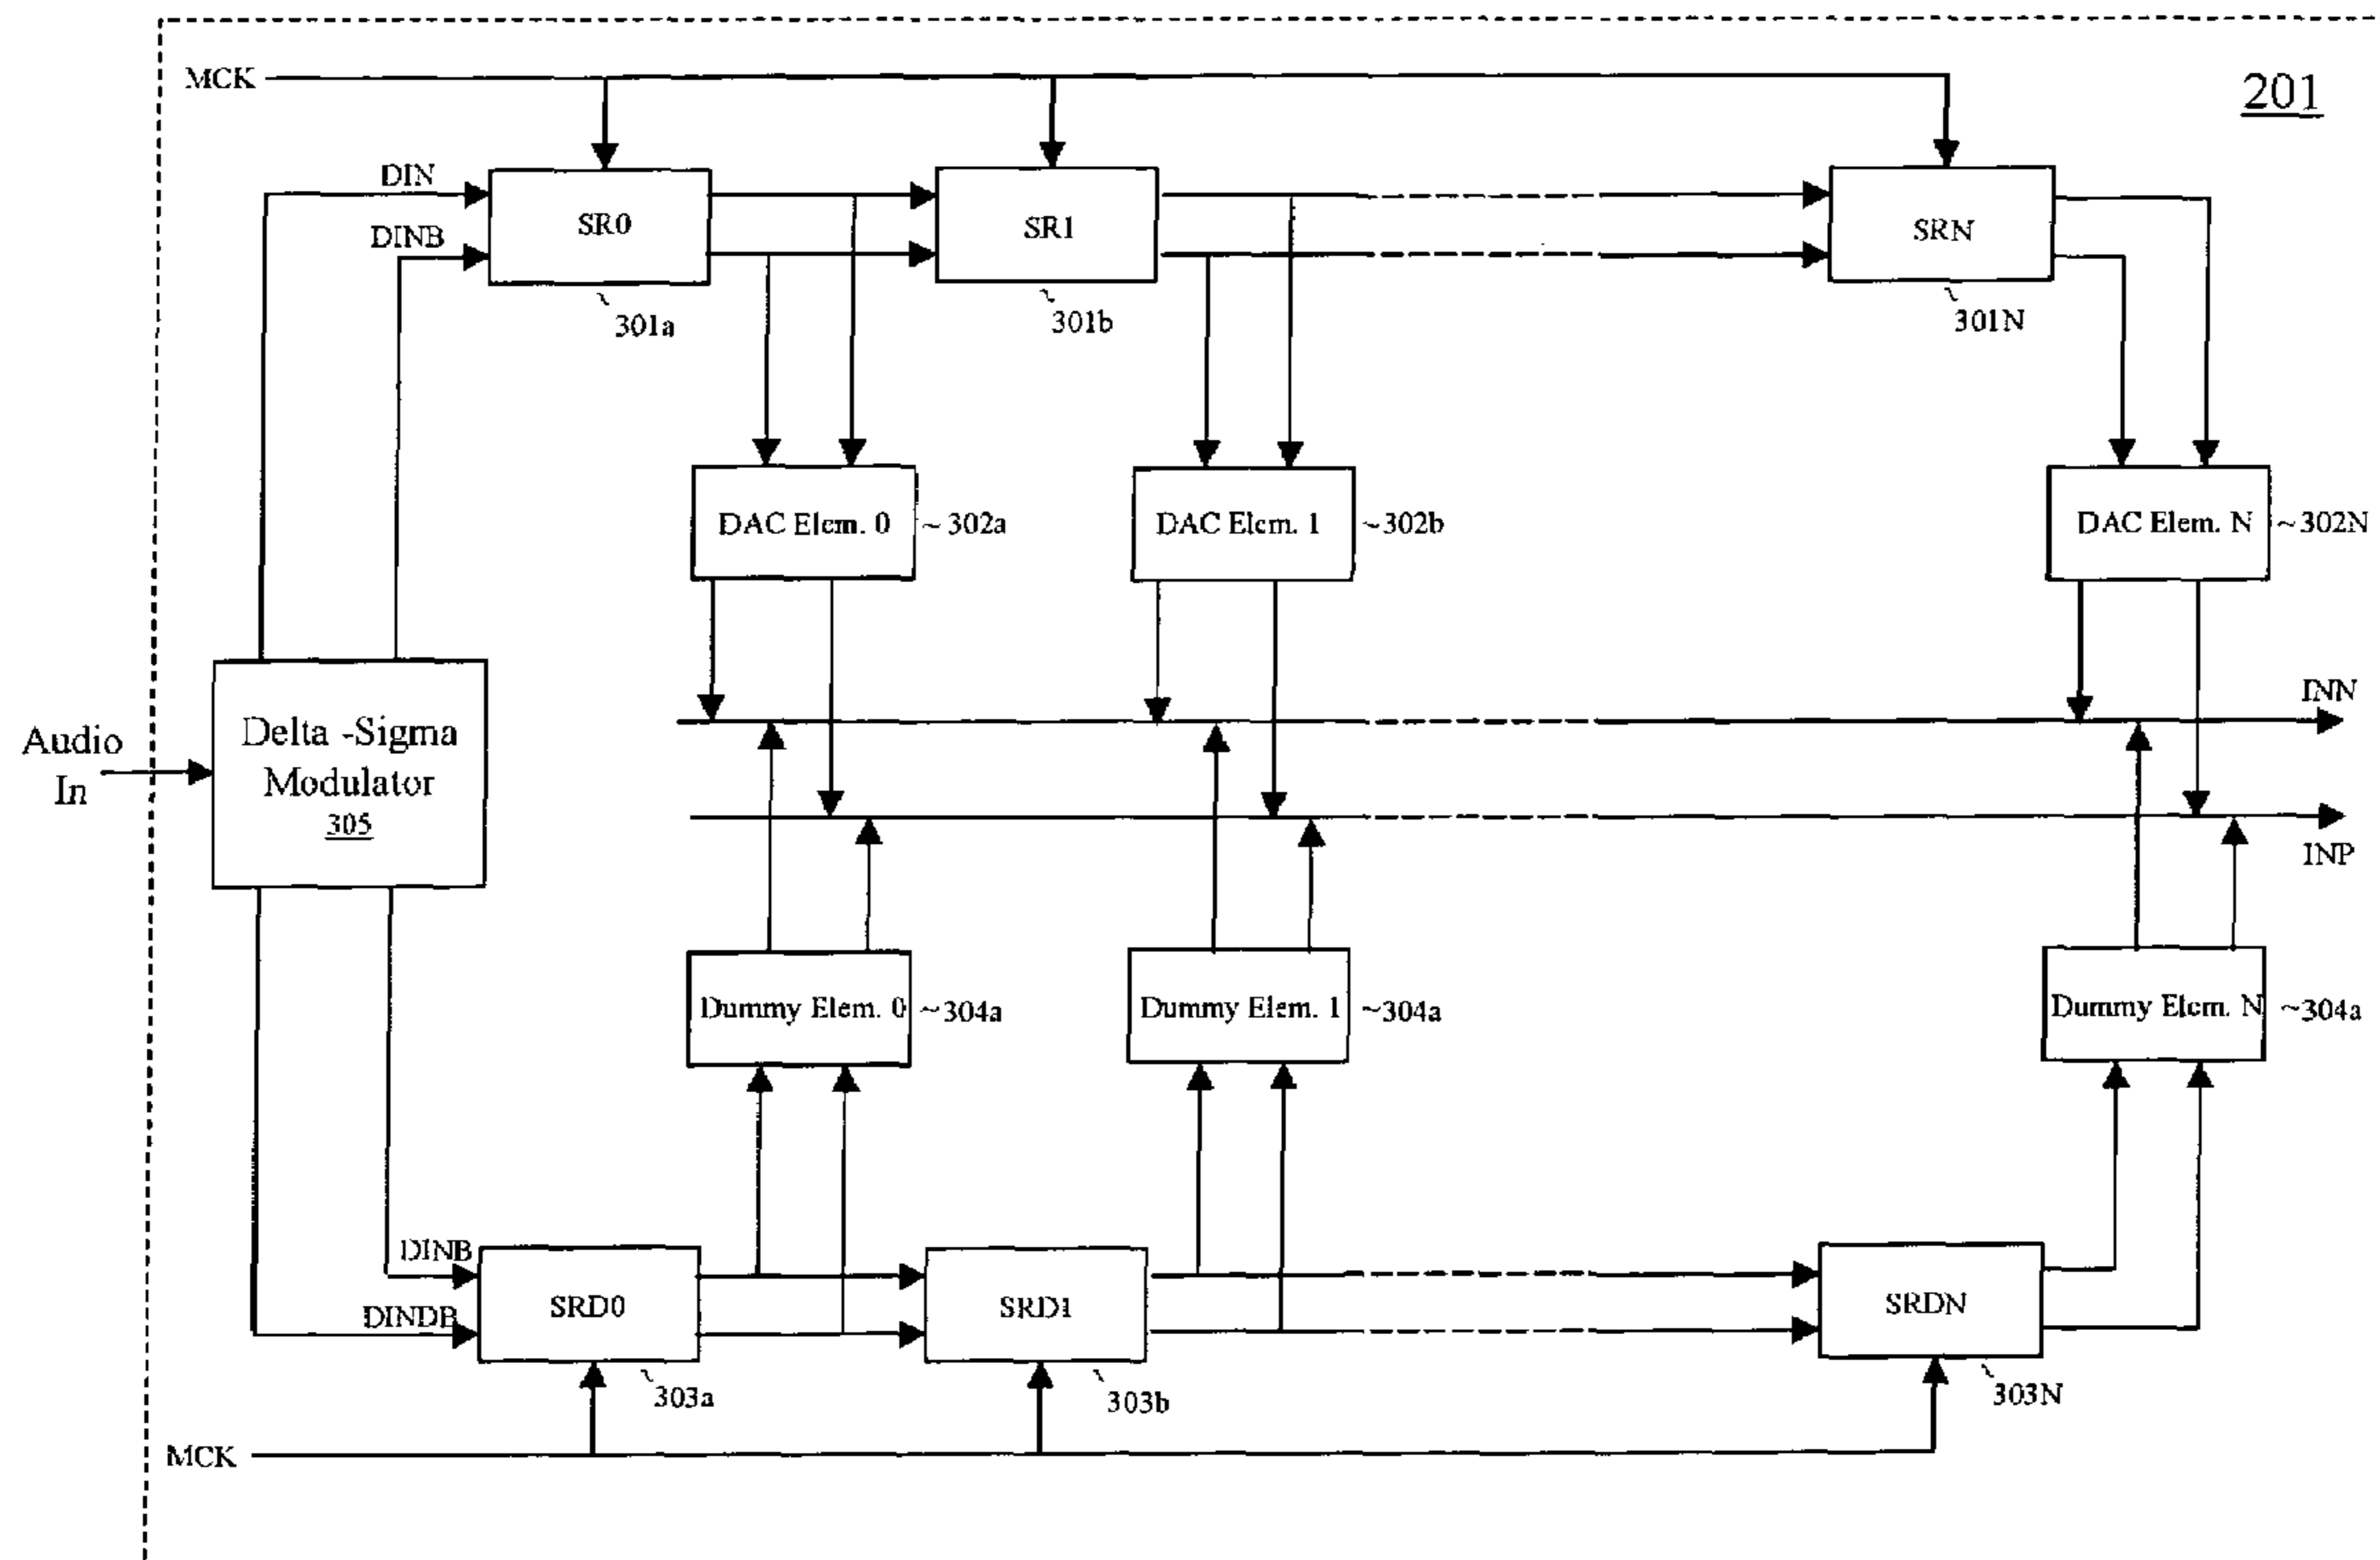 MCK
201
DIN
DINB
SR0
SR1
SRN
301a
301b
301N
DAC Elem. 0
~302a
DAC Elem. 1
~302b
DAC Elem. N
~302N
Audio
In
Delta -Sigma
Modulator
305
INN
INP
Dummy Elem. 0
~304a
Dummy Elem. 1
~304a
Dummy Elem. N
~304a
DINB
DINDB
SRD0
SRD1
SRDN
303a
303b
303N
MCK